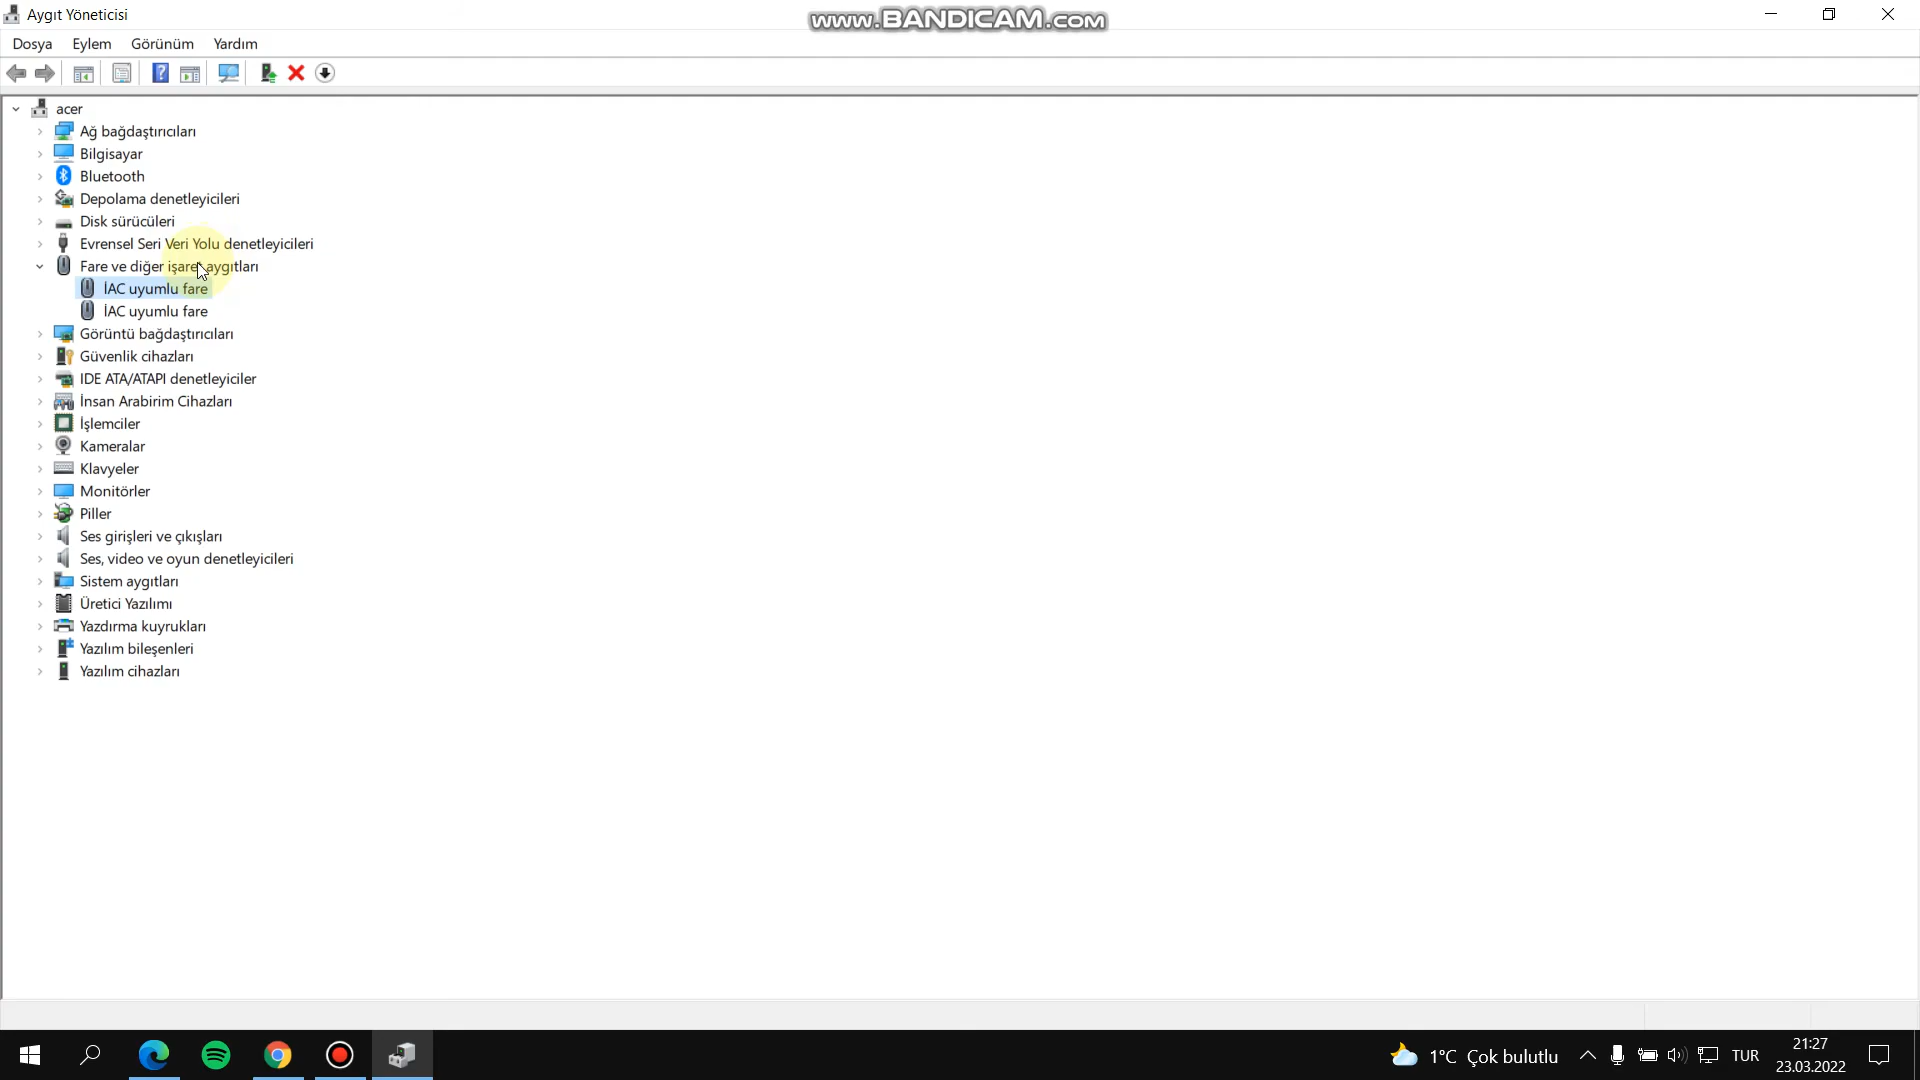 Aygıt Yöneticisi
www.BANDICAM.com
Dosya Eylem Görünüm Yardım
acer
Ağ bağdaştırıcıları
Bilgisayar
Bluetooth
Depolama denetleyicileri
Disk sürücüleri
Evrensel Seri Veri Yolu denetleyicileri
Fare ve diğer işaret aygıtları
İAC uyumlu fare
İAC uyumlu fare
Görüntü bağdaştırıcıları
Güvenlik cihazları
IDE ATA/ATAPI denetleyiciler
İnsan Arabirim Cihazları
İşlemciler
Kameralar
Klavyeler
Monitörler
Piller
Ses girişleri ve çıkışları
Ses, video ve oyun denetleyicileri
Sistem aygıtları
Üretici Yazılımı
Yazdırma kuyrukları
Yazılım bileşenleri
Yazılım cihazları
1°C Çok bulutlu
TUR
21:27
23.03.2022